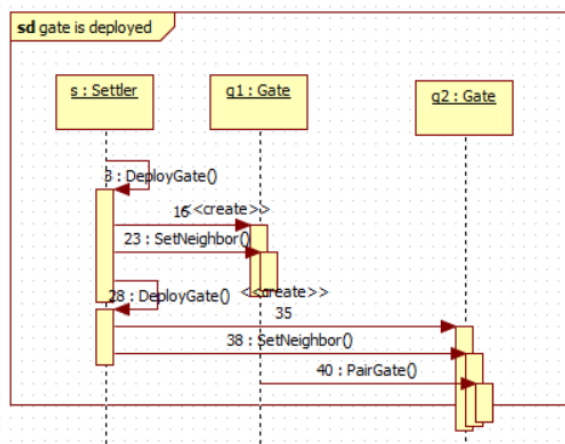 sd gate is deployed
s : Settler
g1 : Gate
g2 : Gate
3 : DeployGate()
<<create>>
16
23 : SetNeighbor()
28 : DeployGate()
<<create>>
35
38 : SetNeighbor()
40 : PairGate()